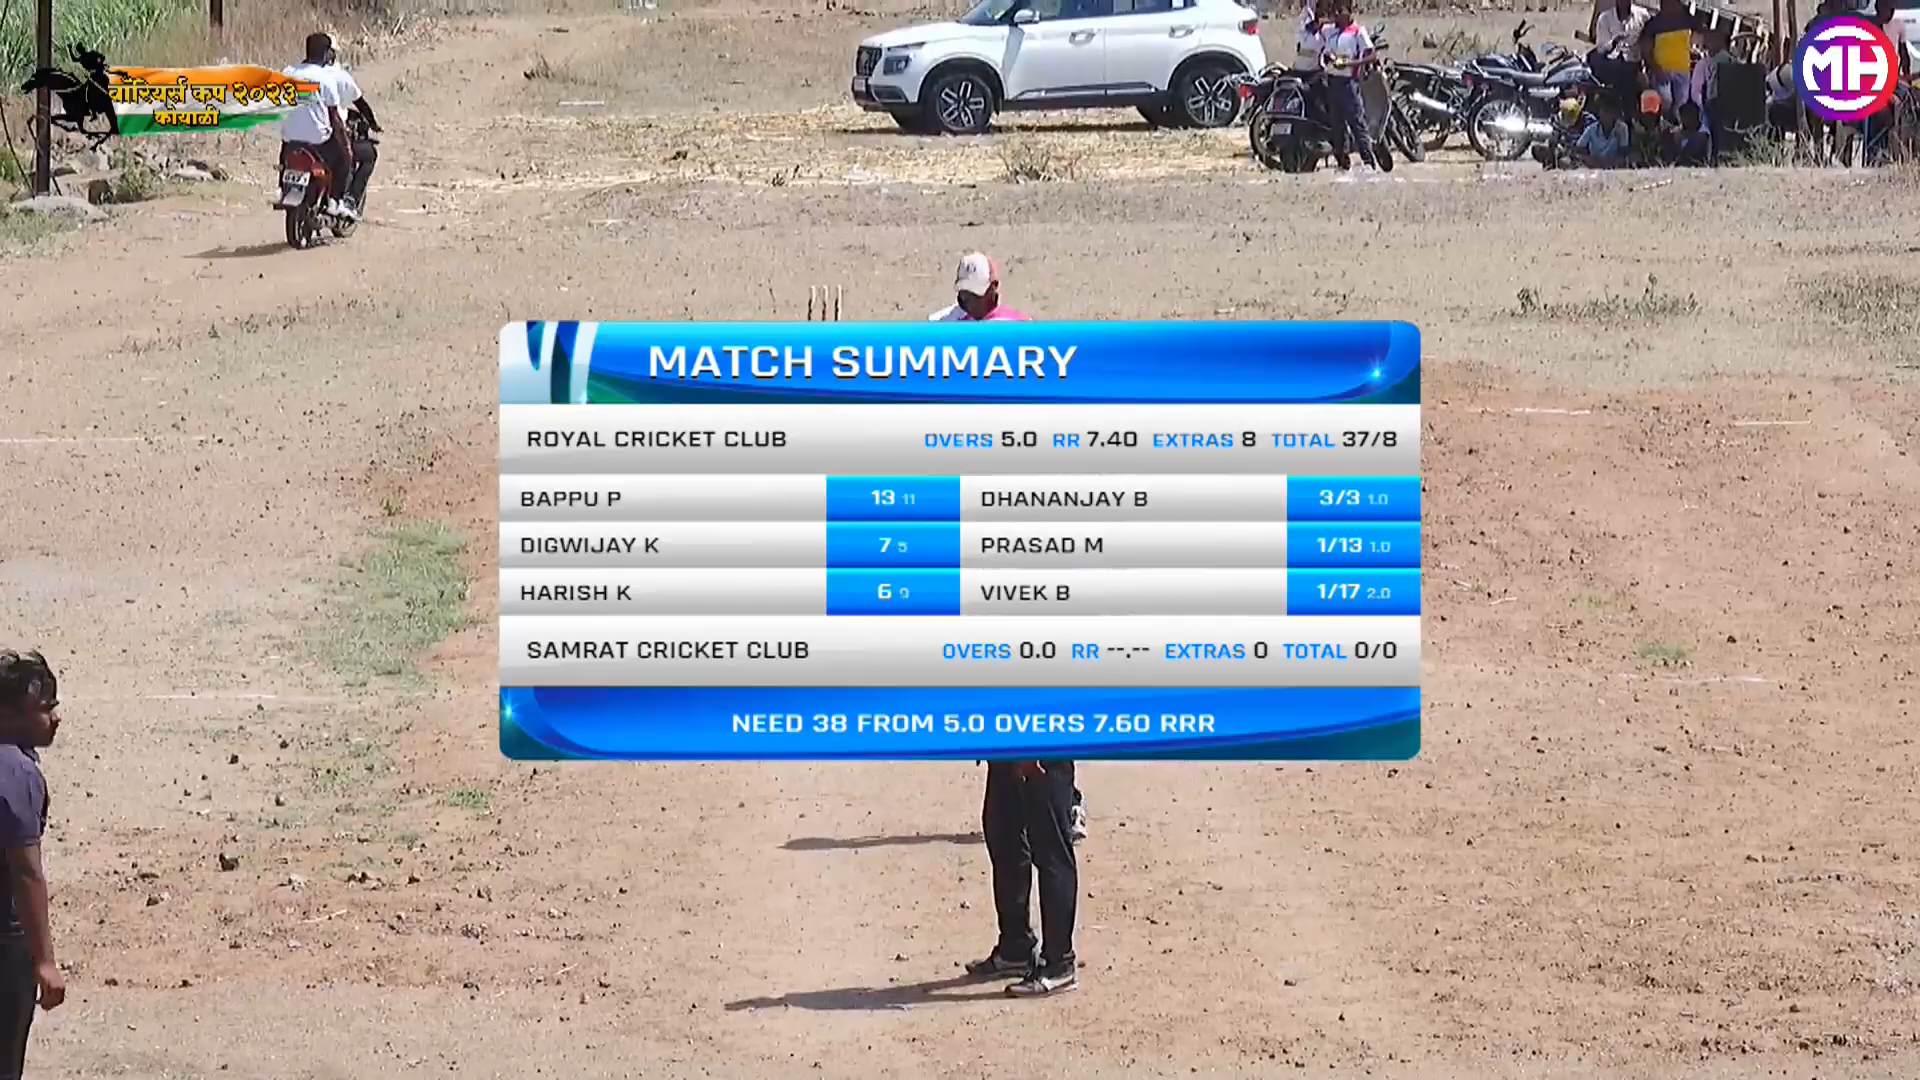 वॉरियर्स कप २०२३
कोयाळी
MH
MATCH SUMMARY
ROYAL CRICKET CLUB OVERS 5.0 RR 7.40 EXTRAS 8 TOTAL 37/8
BAPPU P 13 11 DHANANJAY B 3/3 1.0
DIGWIJAY K 7 5 PRASAD M 1/13 1.0
HARISH K 6 9 VIVEK B 1/17 2.0
SAMRAT CRICKET CLUB OVERS 0.0 RR --.-- EXTRAS 0 TOTAL 0/0
NEED 38 FROM 5.0 OVERS 7.60 RRR